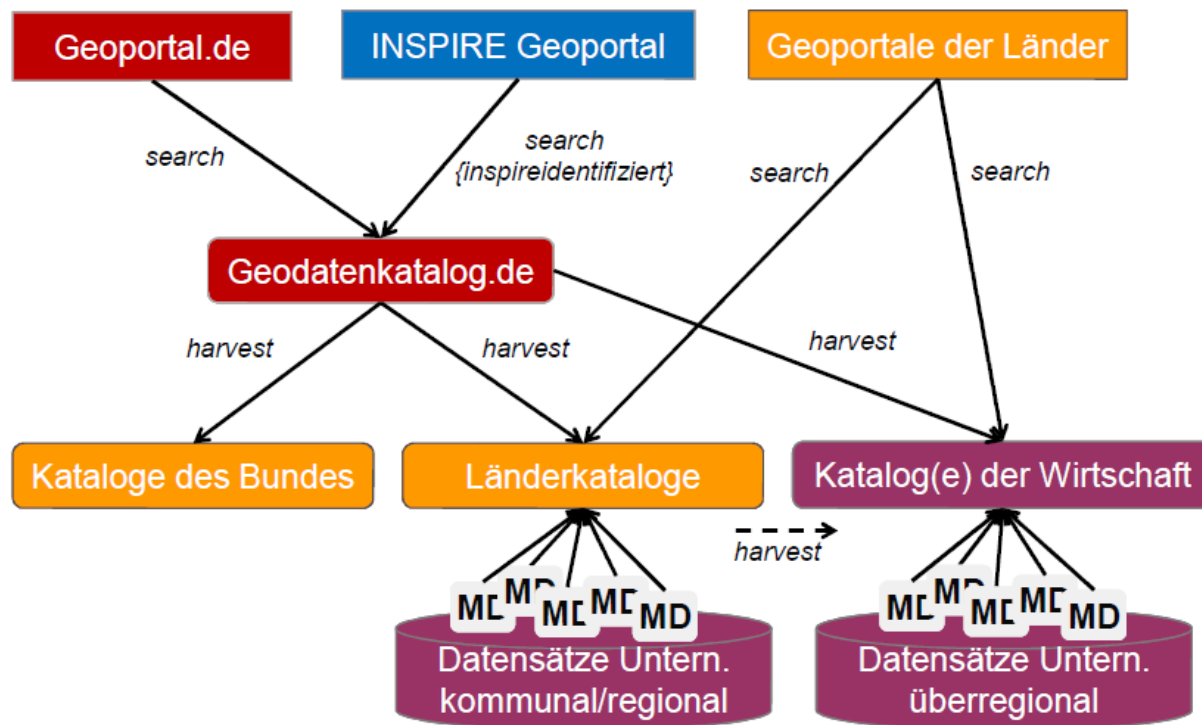 Geoportal.de
INSPIRE Geoportal
Geoportale der Länder
search
search
{inspireidentifiziert}
search
search
Geodatenkatalog.de
harvest
harvest
harvest
Kataloge des Bundes
Länderkataloge
Katalog(e) der Wirtschaft
harvest
MD
MD
MD
MD
MD
MD
MD
MD
MD
MD
Datensätze Untern.
kommunal/regional
Datensätze Untern.
überregional